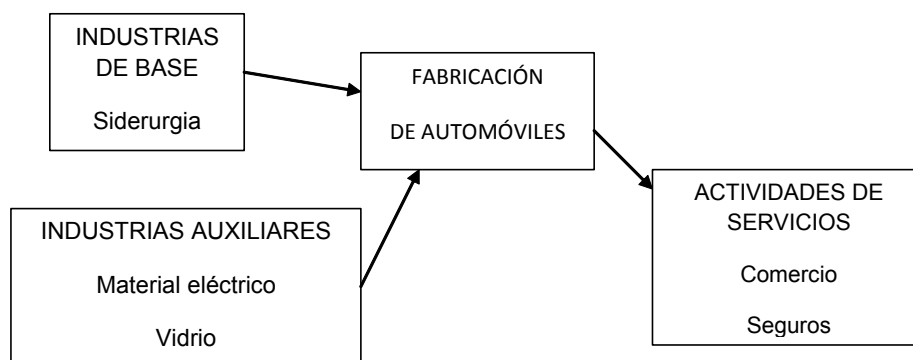 INDUSTRIAS
DE BASE
Siderurgia
FABRICACIÓN
DE AUTOMÓVILES
INDUSTRIAS AUXILIARES
Material eléctrico
Vidrio
ACTIVIDADES DE
SERVICIOS
Comercio
Seguros